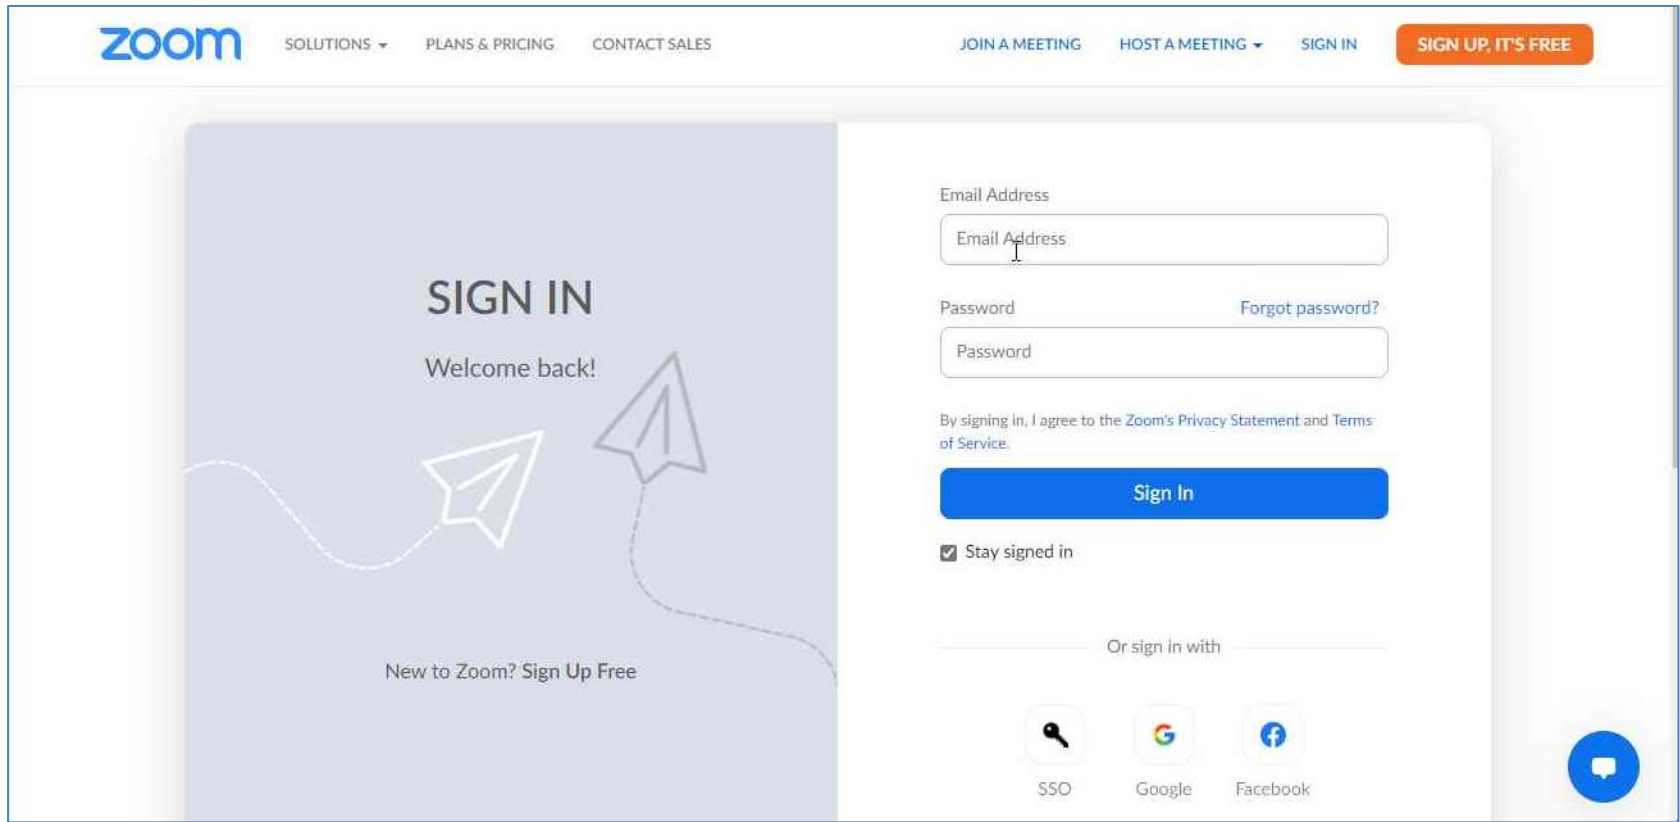 zoom SOLUTIONS PLANS & PRICING CONTACT SALES JOIN A MEETING HOST A MEETING SIGN IN SIGN UP, IT'S FREE
SIGN IN
Welcome back!
New to Zoom? Sign Up Free
Email Address
Email Address
Password Forgot password?
Password
By signing in, I agree to the Zoom's Privacy Statement and Terms
of Service.
Sign In
Stay signed in
Or sign in with
SSO Google Facebook